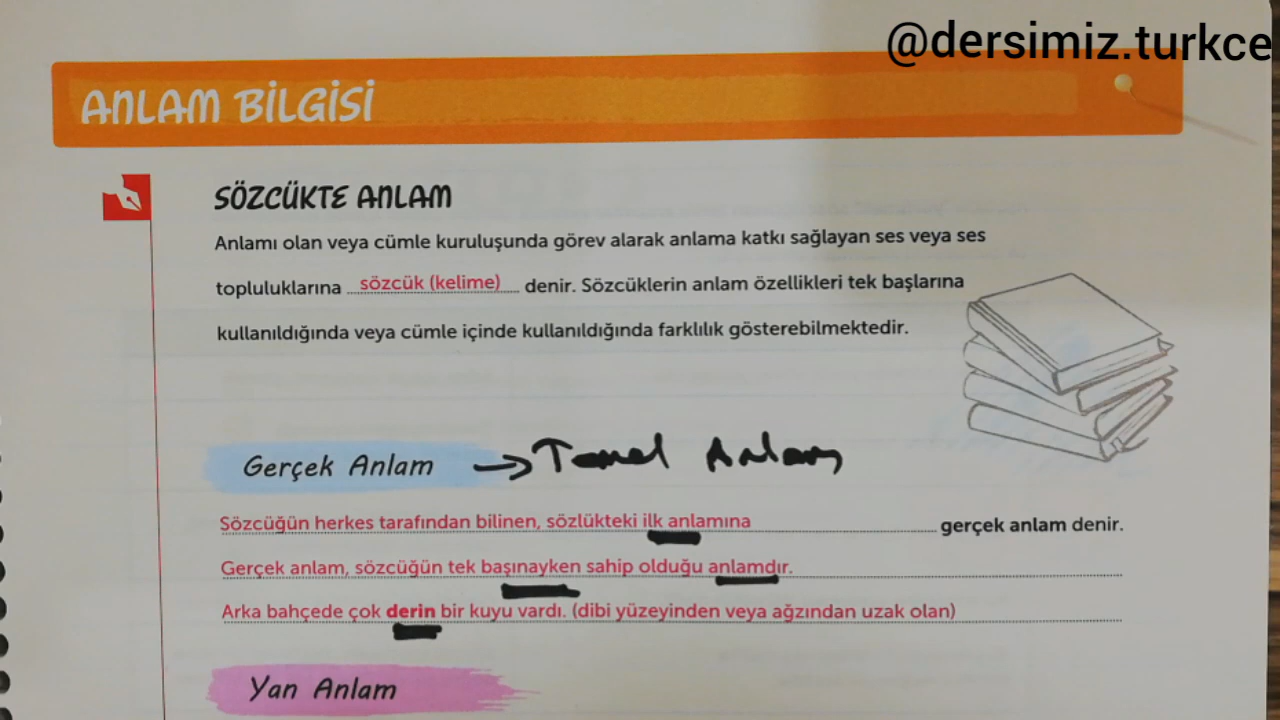 @dersimiz.turkce
ANLAM BİLGİSİ
SÖZCÜKTE ANLAM
Anlamı olan veya cümle kuruluşunda görev alarak anlama katkı sağlayan ses veya ses
topluluklarına sözcük (kelime) denir. Sözcüklerin anlam özellikleri tek başlarına
kullanıldığında veya cümle içinde kullanıldığında farklılık gösterebilmektedir.
Gerçek Anlam → Temel Anlam
Sözcüğün herkes tarafından bilinen, sözlükteki ilk anlamına gerçek anlam denir.
Gerçek anlam, sözcüğün tek başınayken sahip olduğu anlamdır.
Arka bahçede çok derin bir kuyu vardı. (dibi yüzeyinden veya ağzından uzak olan)
Yan Anlam